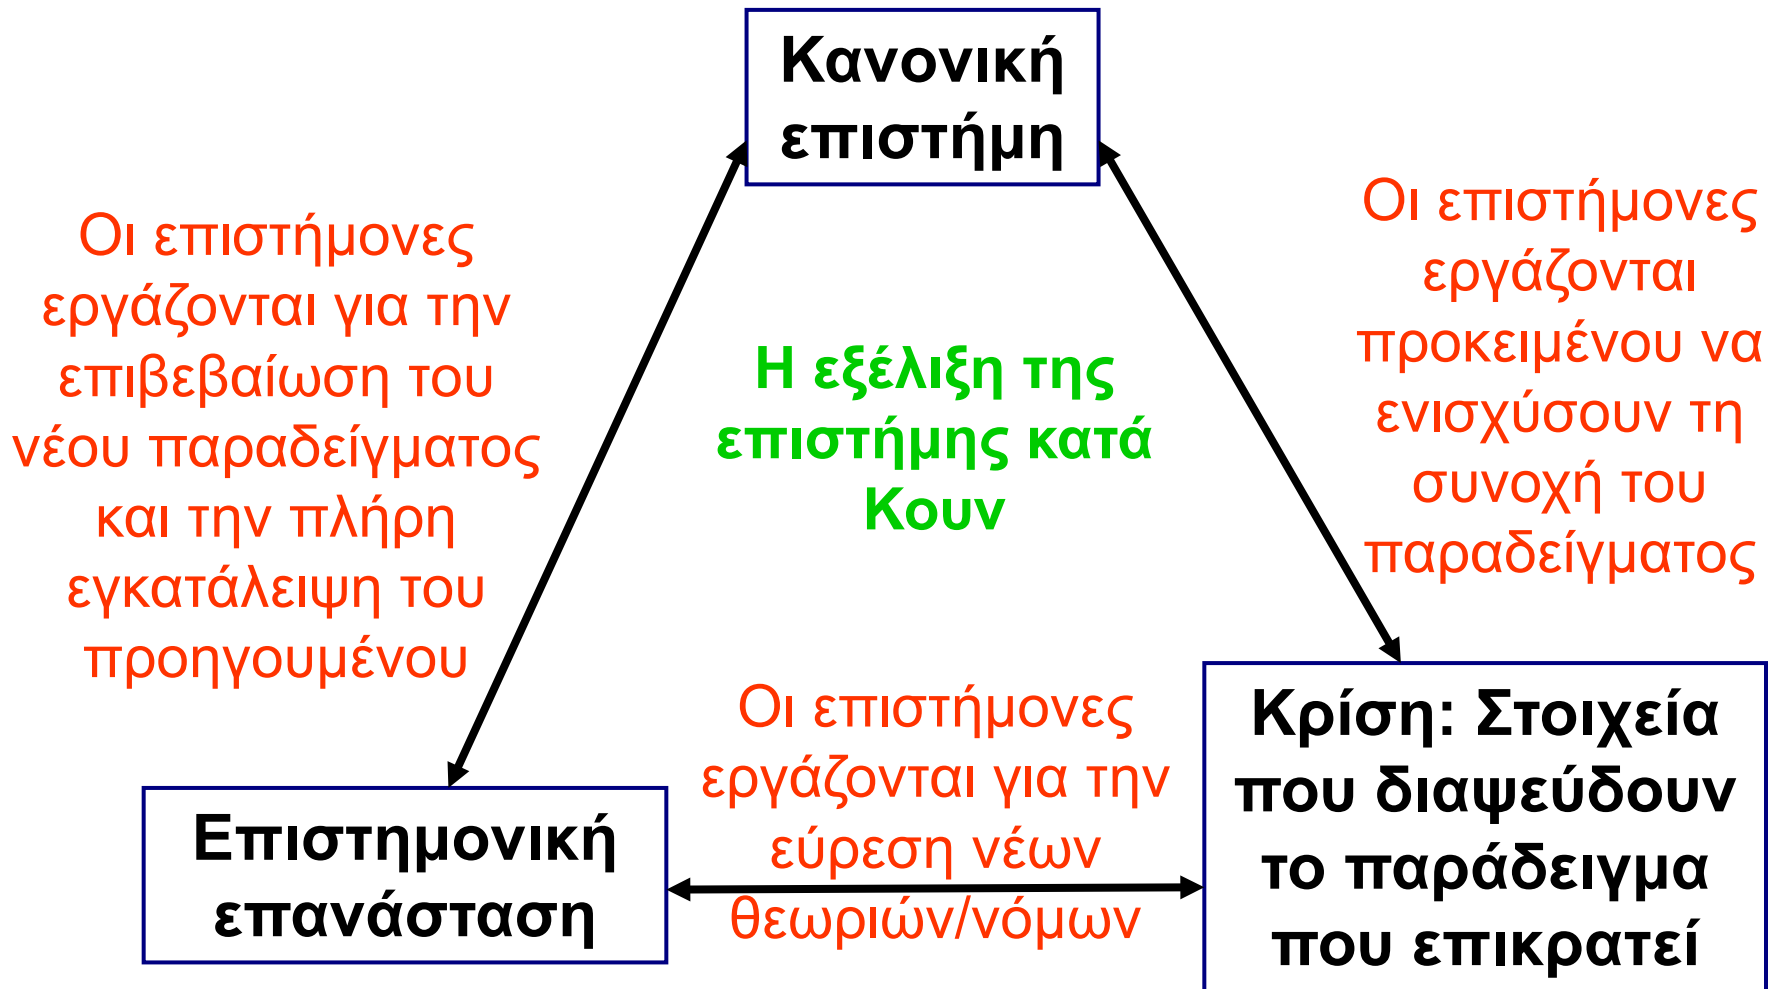 Κανονική
επιστήμη
Οι επιστήμονες
εργάζονται για την
επιβεβαίωση του
νέου παραδείγματος
και την πλήρη
εγκατάλειψη του
προηγουμένου
Η εξέλιξη της
επιστήμης κατά
Κουν
Οι επιστήμονες
εργάζονται
προκειμένου να
ενισχύσουν τη
συνοχή του
παραδείγματος
Επιστημονική
επανάσταση
Οι επιστήμονες
εργάζονται για την
εύρεση νέων
θεωριών/νόμων
Κρίση: Στοιχεία
που διαψεύδουν
το παράδειγμα
που επικρατεί